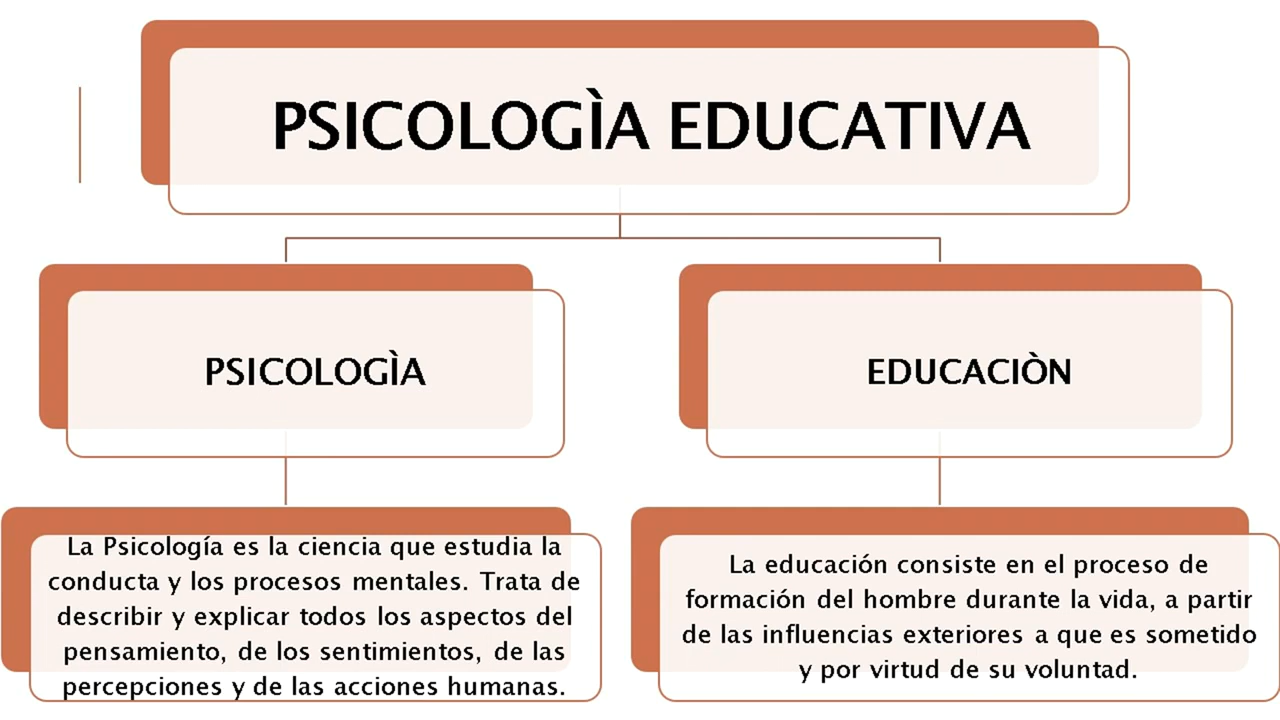 PSICOLOGÌA EDUCATIVA
PSICOLOGÌA
EDUCACIÒN
La Psicología es la ciencia que estudia la
conducta y los procesos mentales. Trata de
describir y explicar todos los aspectos del
pensamiento, de los sentimientos, de las
percepciones y de las acciones humanas.
La educación consiste en el proceso de
formación del hombre durante la vida, a partir
de las influencias exteriores a que es sometido
y por virtud de su voluntad.